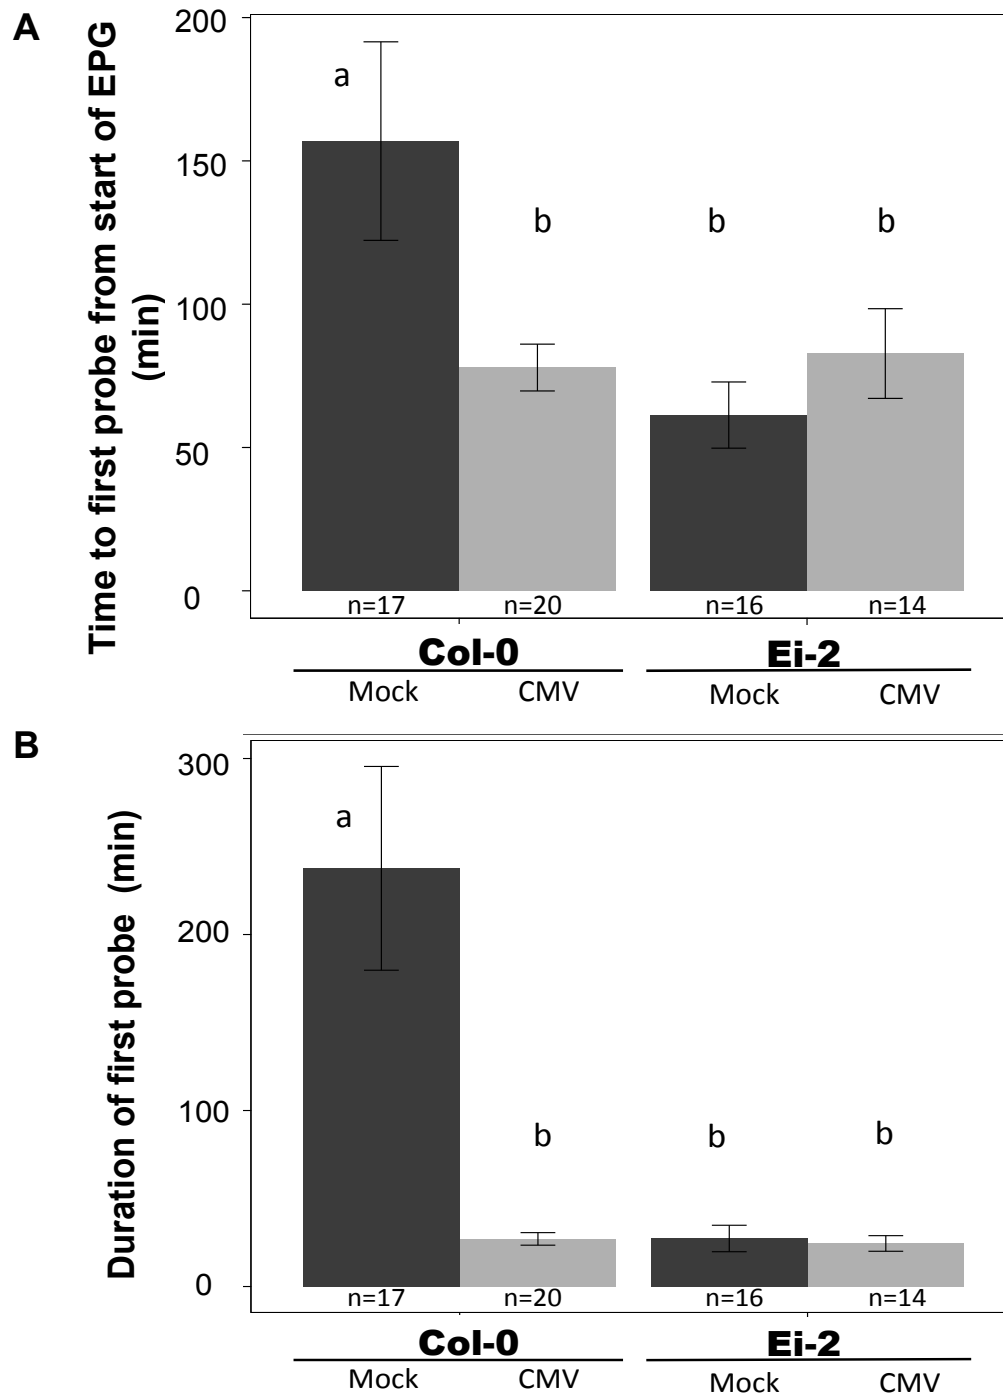 A
Time to first probe from start of EPG
(min)
200
150
100
50
0
a
b
b
b
n=17
n=20
n=16
n=14
Col-0
Ei-2
Mock
CMV
Mock
CMV
B
Duration of first probe (min)
300
200
100
0
a
b
b
b
n=17
n=20
n=16
n=14
Col-0
Ei-2
Mock
CMV
Mock
CMV